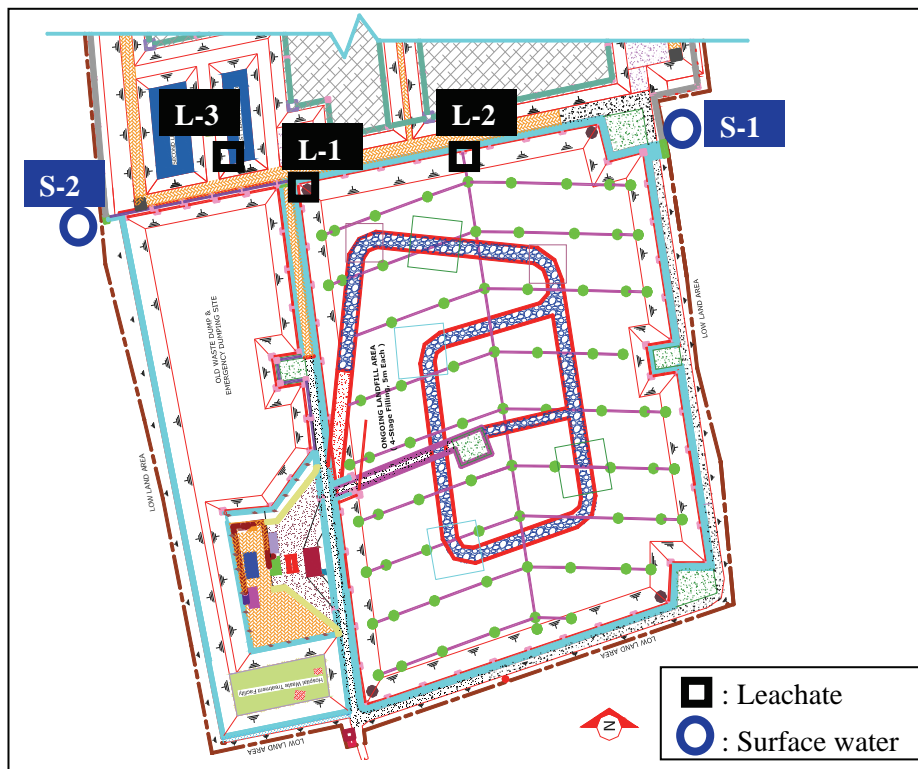 L-3
L-2
S-1
L-1
S-2
OLD WASTE DUMP &
EMERGENCY DUMPING SITE
LOW LAND AREA
ONGOING LANDFILL AREA
4-Stage Filling, 5m Each )
LOW LAND AREA
Hospital Waste Treatment Facility
LOW LAND AREA
LOW LAND AREA
N
: Leachate
: Surface water